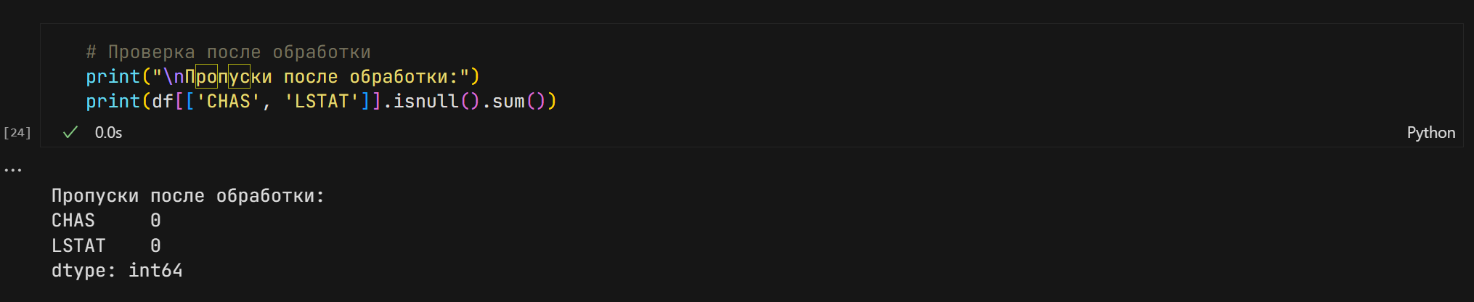 # Проверка после обработки
print("\nПропуски после обработки:")
print(df[['CHAS', 'LSTAT']].isnull().sum())
[24]
0.0s
Python
...
Пропуски после обработки:
CHAS     0
LSTAT    0
dtype: int64